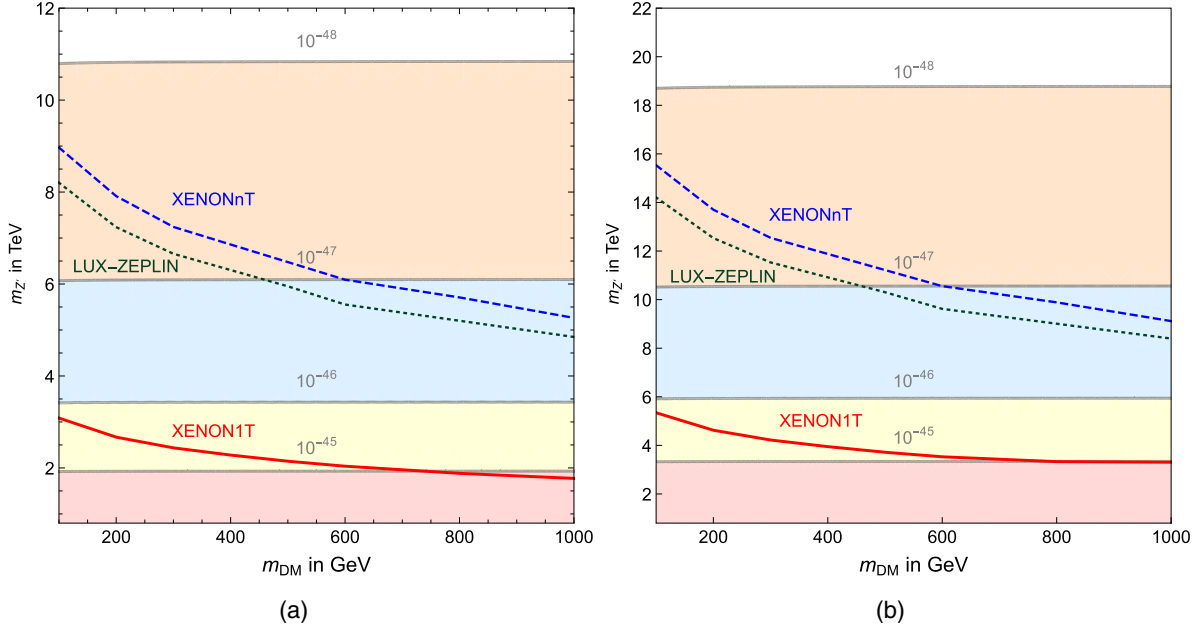 12
10
8
6
4
2
m_Z' in TeV
10^-48
XENONnT
10^-47
LUX-ZEPLIN
10^-46
XENON1T
10^-45
200 400 600 800 1000
m_DM in GeV
(a)
22
20
18
16
14
12
10
8
6
4
2
m_Z' in TeV
10^-48
XENONnT
10^-47
LUX-ZEPLIN
10^-46
XENON1T
10^-45
200 400 600 800 1000
m_DM in GeV
(b)